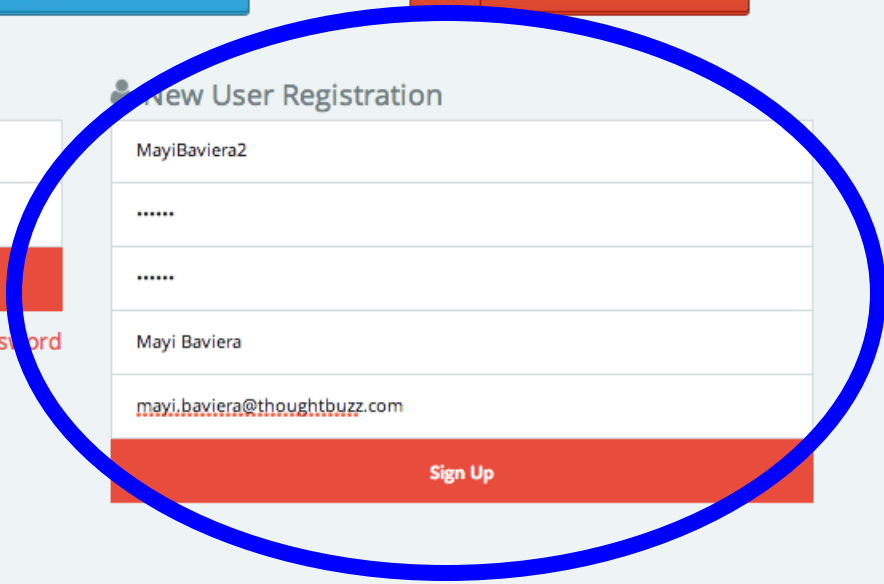 New User Registration
MayiBaviera2
••••••
••••••
Mayi Baviera
sword
mayi.baviera@thoughtbuzz.com
Sign Up